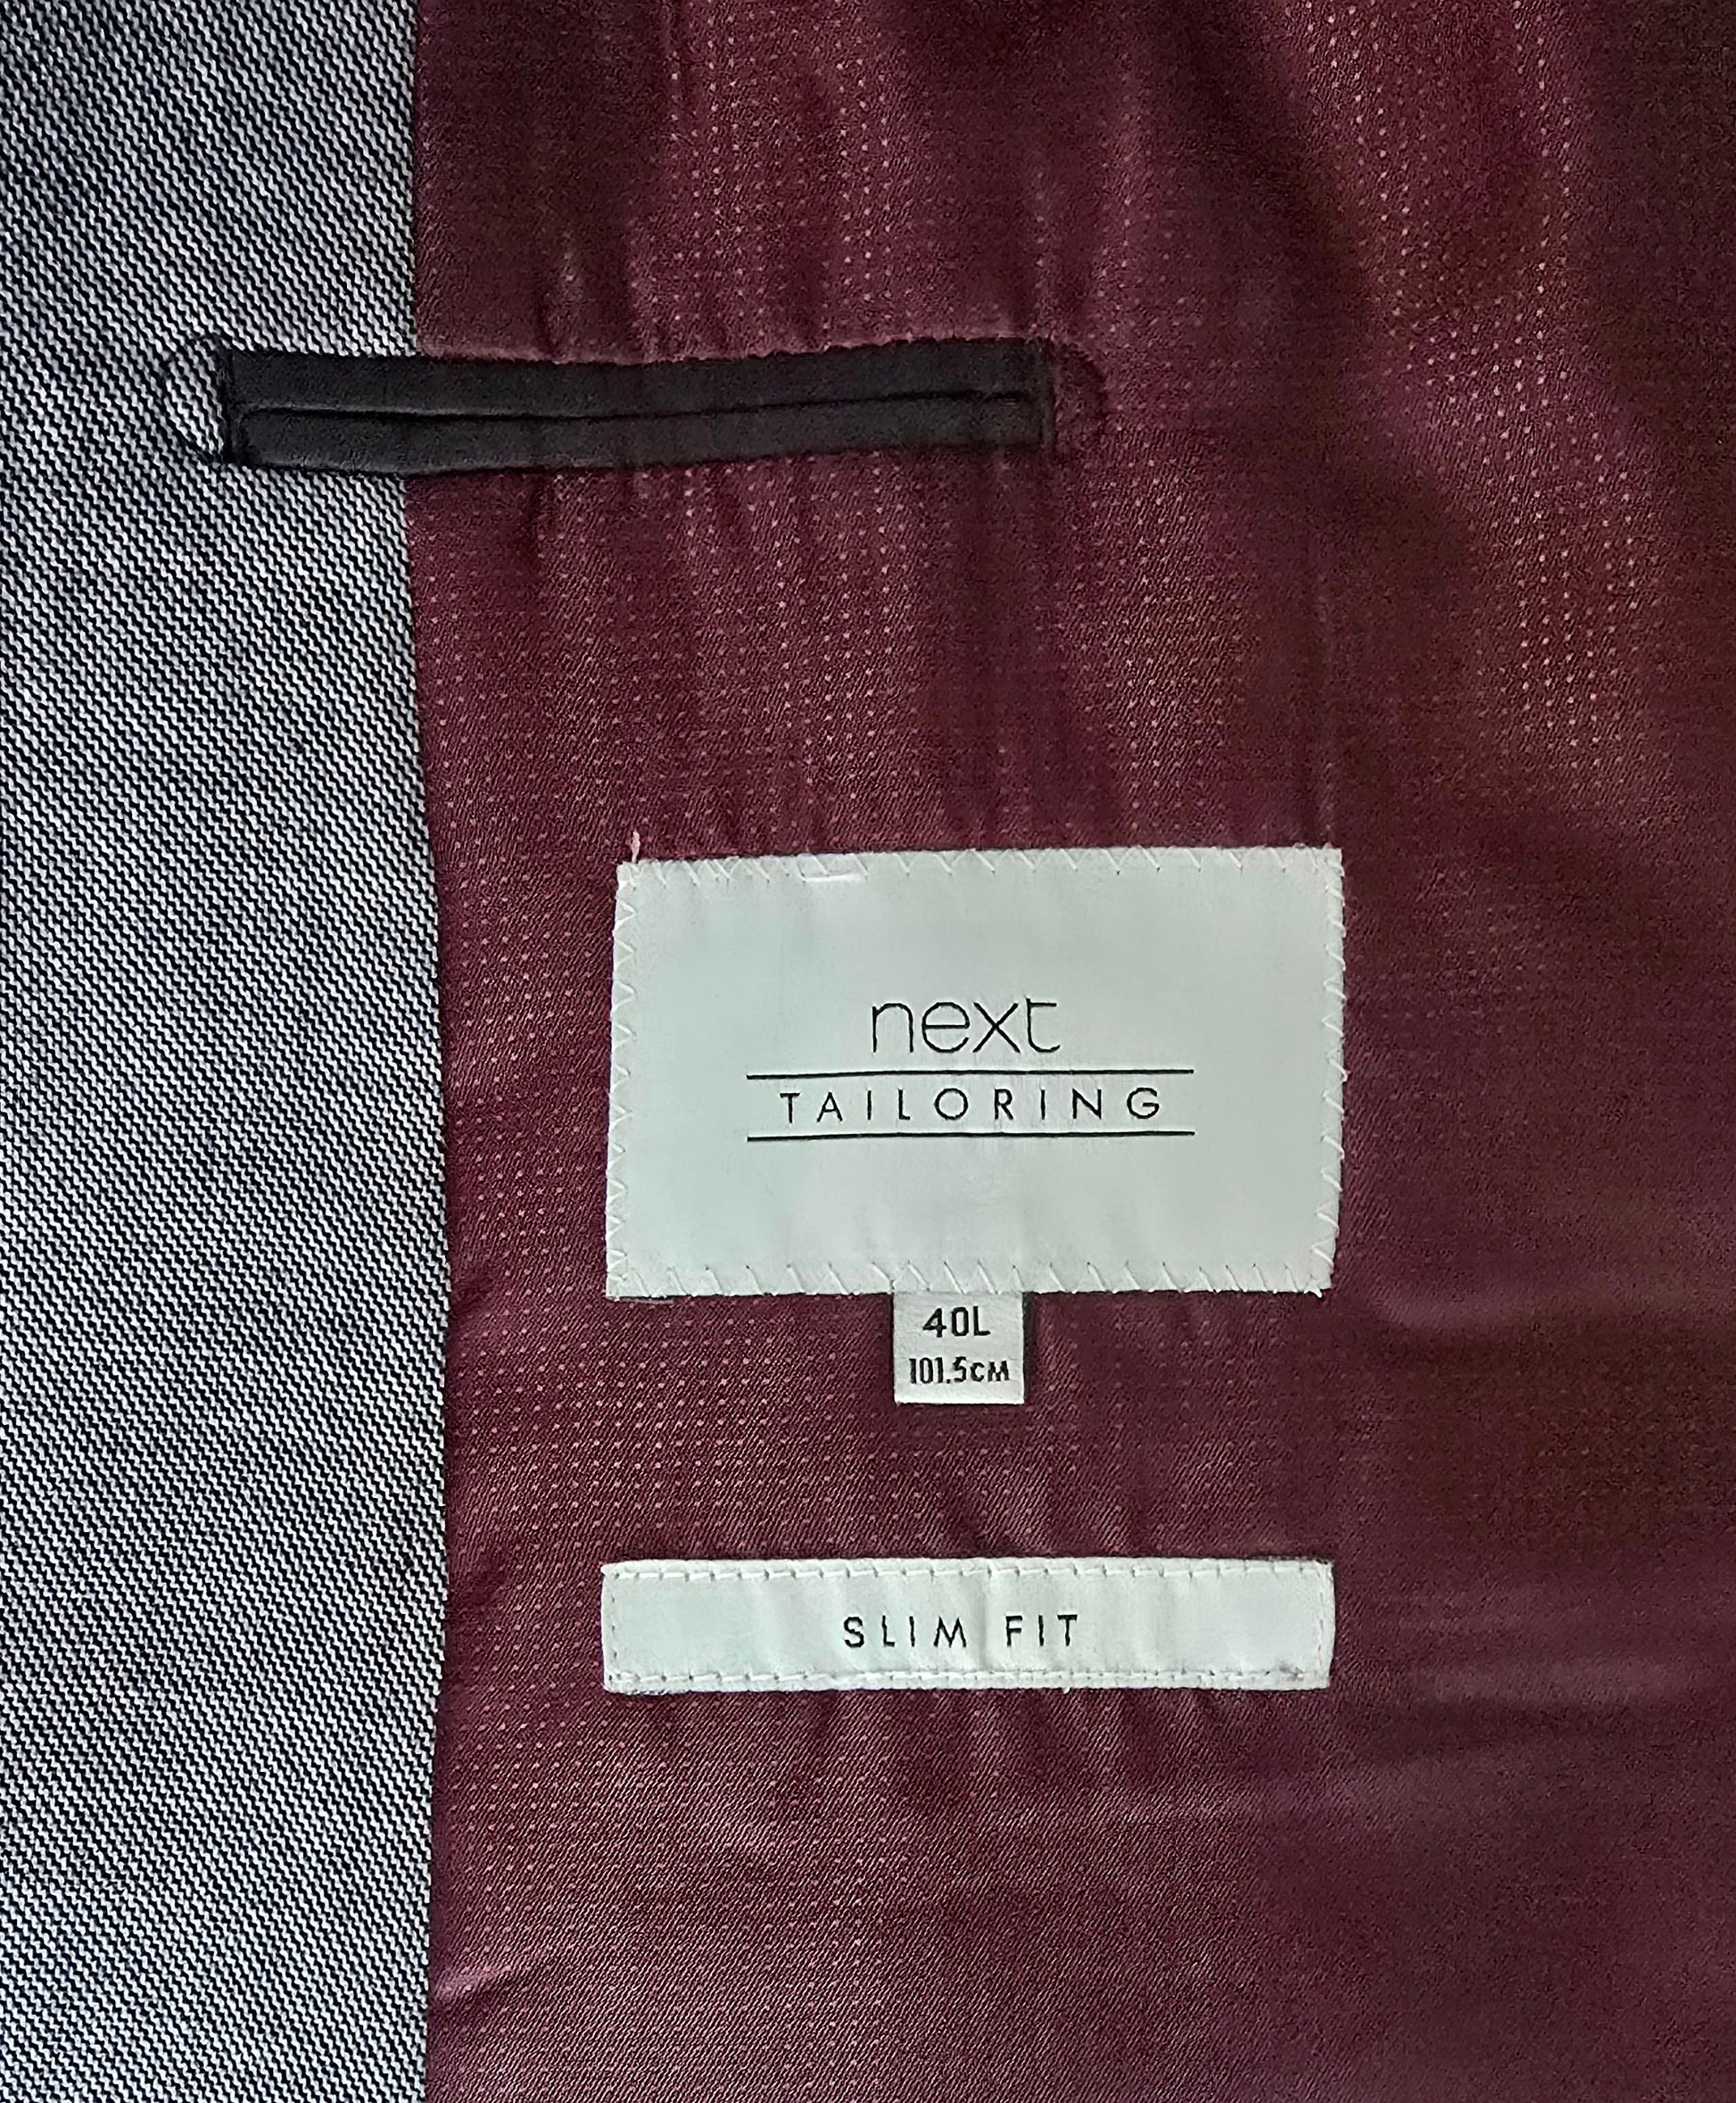 next
TAILORING
40L
101.5CM
SLIM FIT